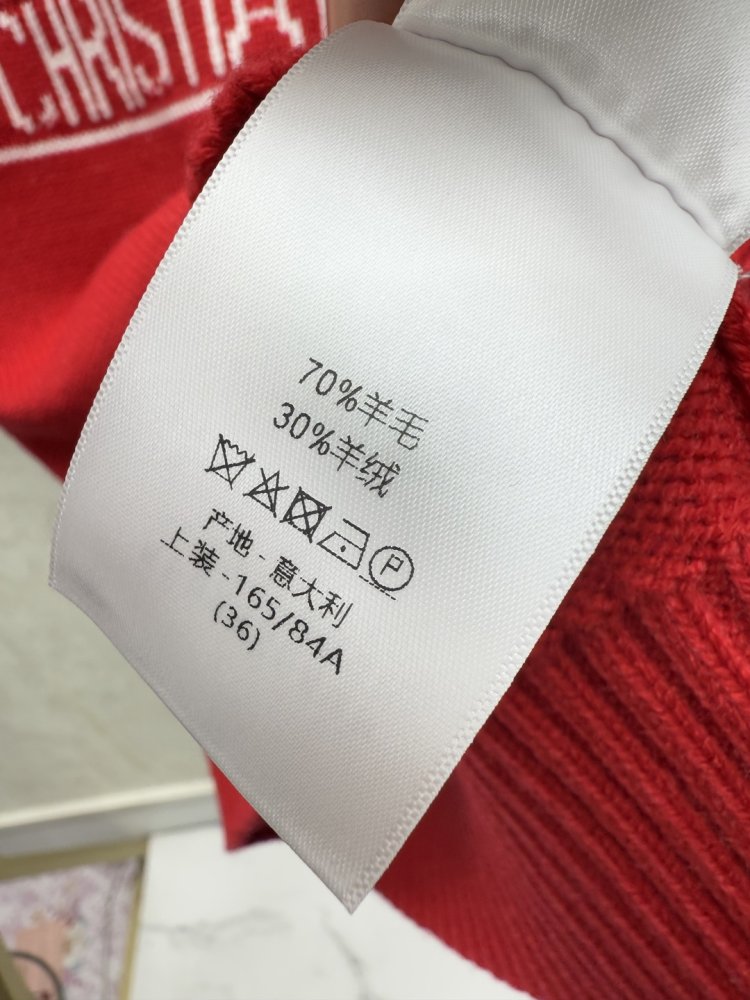 CHRISTIA
70%羊毛
30%羊绒
P
产地 - 意大利
上装 -165/84A
(36)